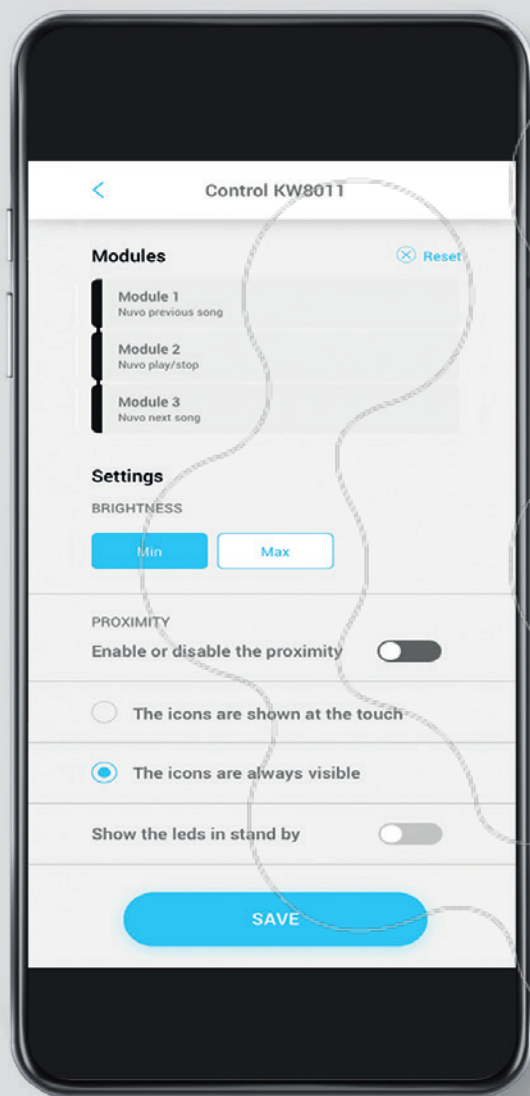 Control KW8011
Modules
Reset
Module 1
Nuvo previous song
Module 2
Nuvo play/stop
Module 3
Nuvo next song
Settings
BRIGHTNESS
Min
Max
PROXIMITY
Enable or disable the proximity
The icons are shown at the touch
The icons are always visible
Show the leds in stand by
SAVE